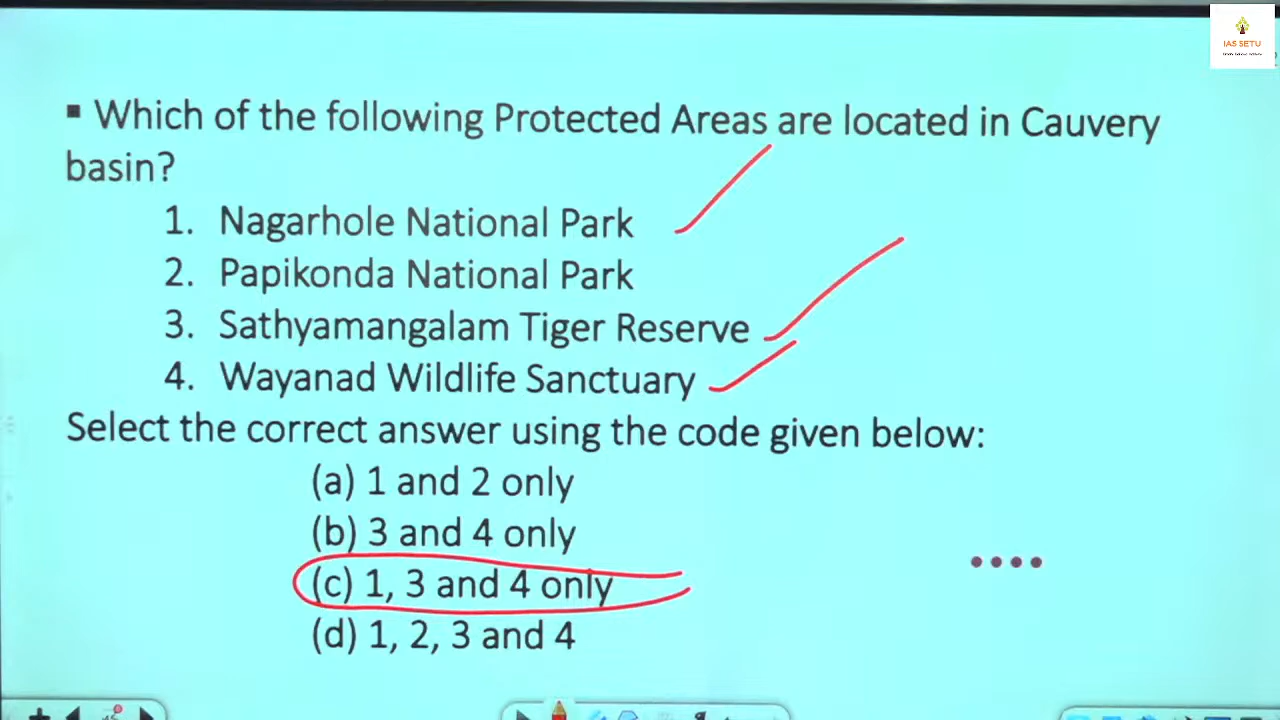 IAS SETU
▪ Which of the following Protected Areas are located in Cauvery
basin?
1. Nagarhole National Park
2. Papikonda National Park
3. Sathyamangalam Tiger Reserve
4. Wayanad Wildlife Sanctuary
Select the correct answer using the code given below:
(a) 1 and 2 only
(b) 3 and 4 only
(c) 1, 3 and 4 only
(d) 1, 2, 3 and 4